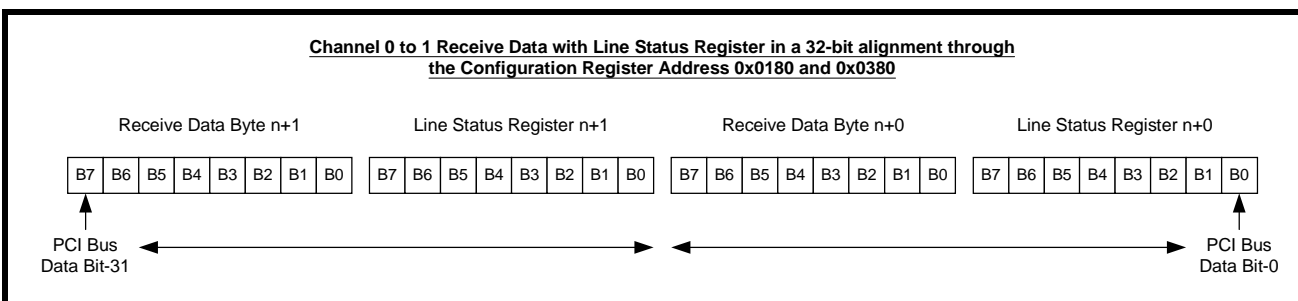 Channel 0 to 1 Receive Data with Line Status Register in a 32-bit alignment through
the Configuration Register Address 0x0180 and 0x0380
Receive Data Byte n+1 Line Status Register n+1 Receive Data Byte n+0 Line Status Register n+0
B7 B6 B5 B4 B3 B2 B1 B0 B7 B6 B5 B4 B3 B2 B1 B0 B7 B6 B5 B4 B3 B2 B1 B0 B7 B6 B5 B4 B3 B2 B1 B0
PCI Bus PCI Bus
Data Bit-31 Data Bit-0